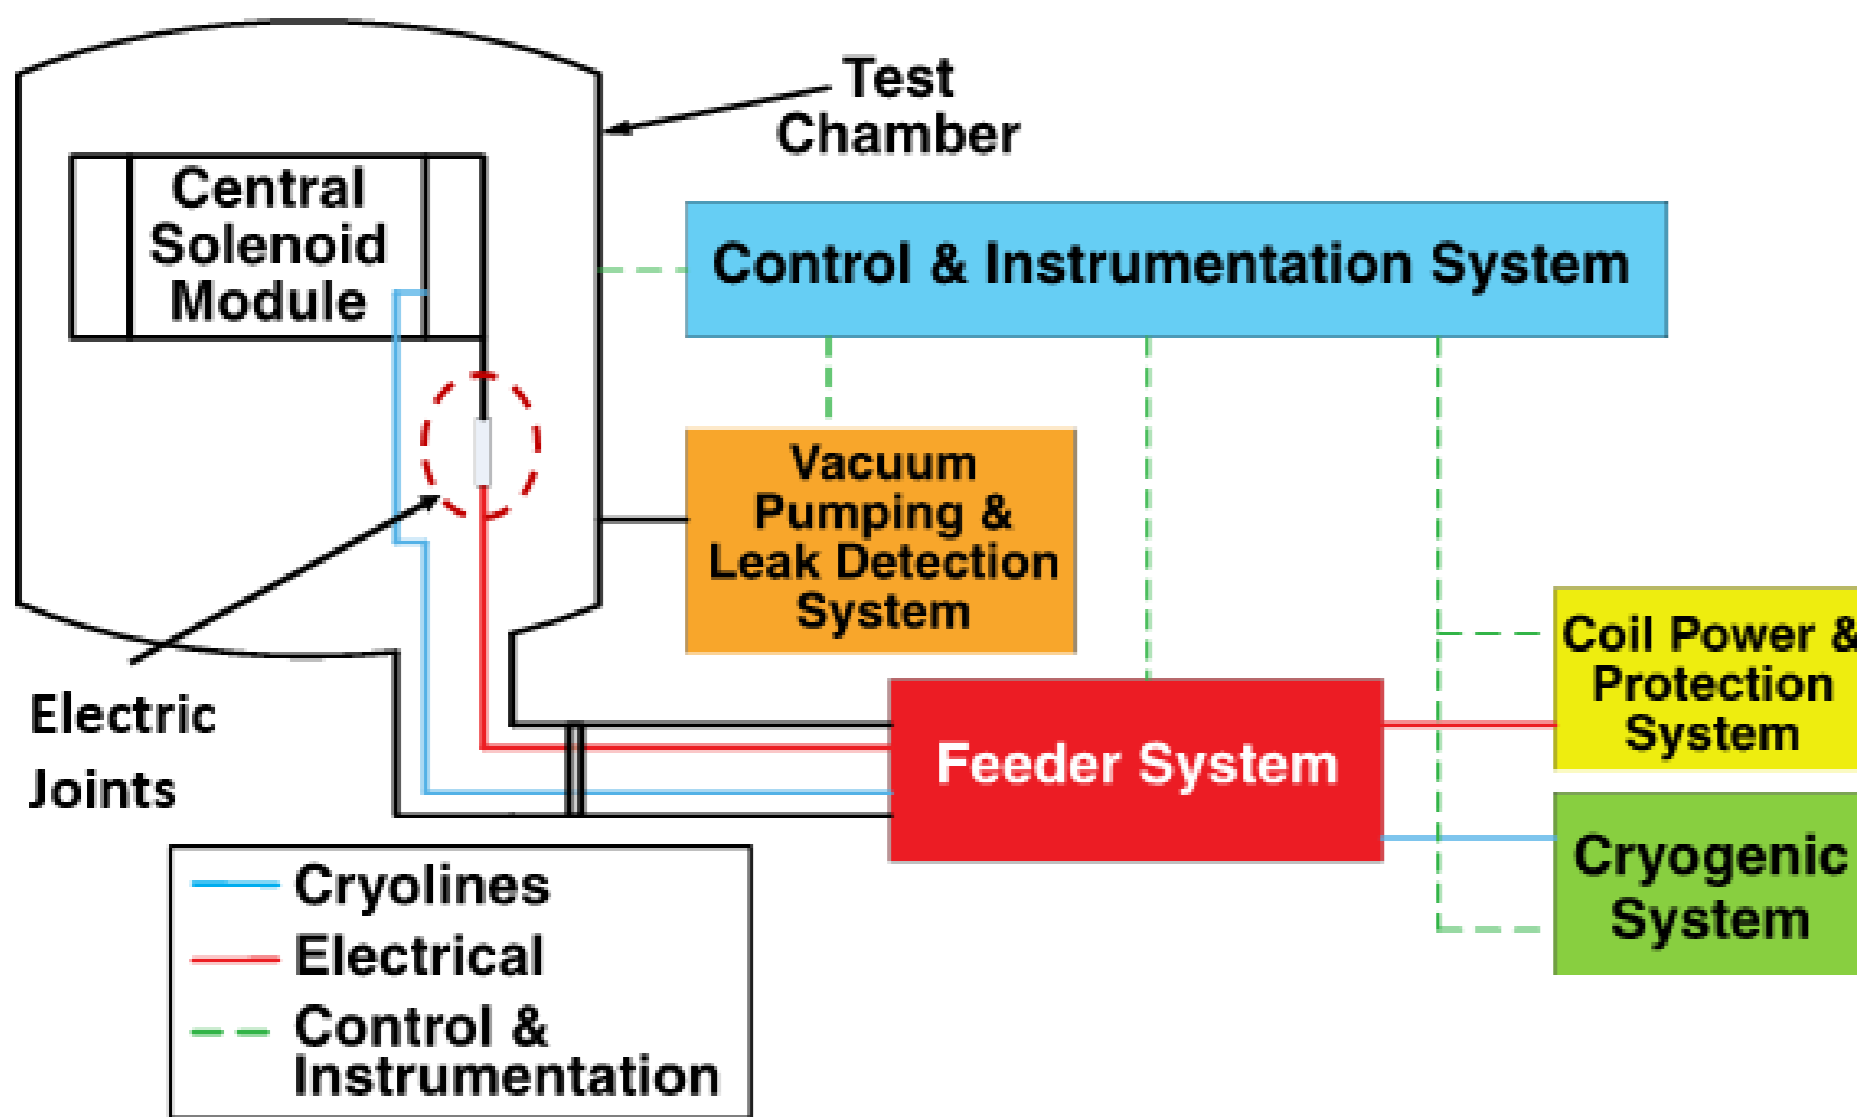 Test
Chamber
Central
Solenoid
Module
Control & Instrumentation System
Vacuum
Pumping &
Leak Detection
System
Coil Power &
Protection
System
Electric
Joints
Feeder System
Cryogenic
System
Cryolines
Electrical
Control &
Instrumentation